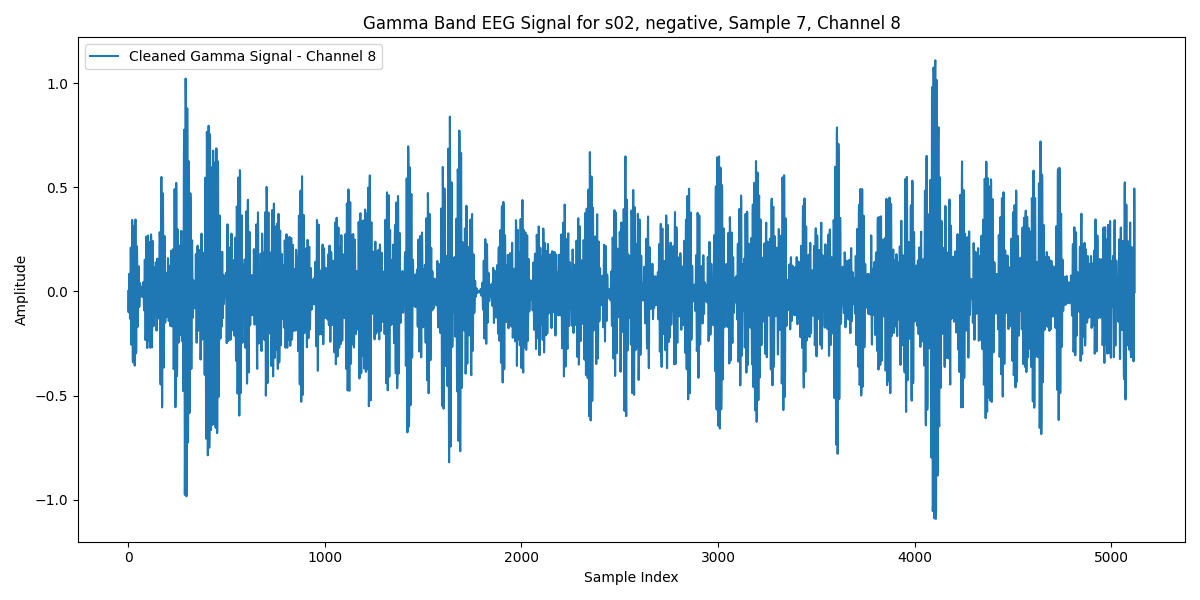 Gamma Band EEG Signal for s02, negative, Sample 7, Channel 8
Cleaned Gamma Signal - Channel 8
1.0
0.5
0.0
−0.5
−1.0
Amplitude
0 1000 2000 3000 4000 5000
Sample Index